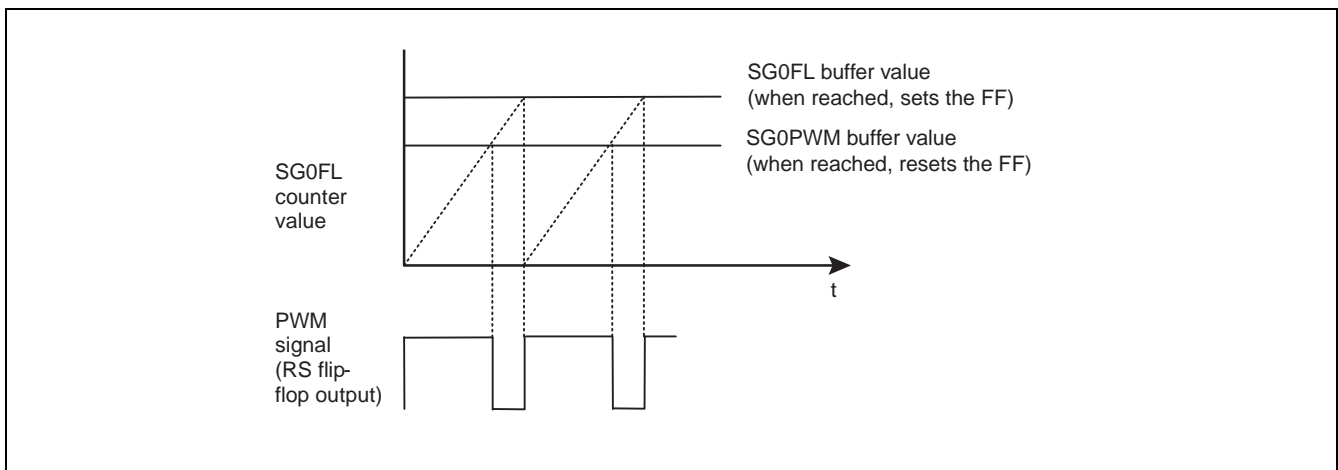 SG0FL buffer value
(when reached, sets the FF)
SG0PWM buffer value
(when reached, resets the FF)
SG0FL
counter
value
t
PWM
signal
(RS flip-
flop output)